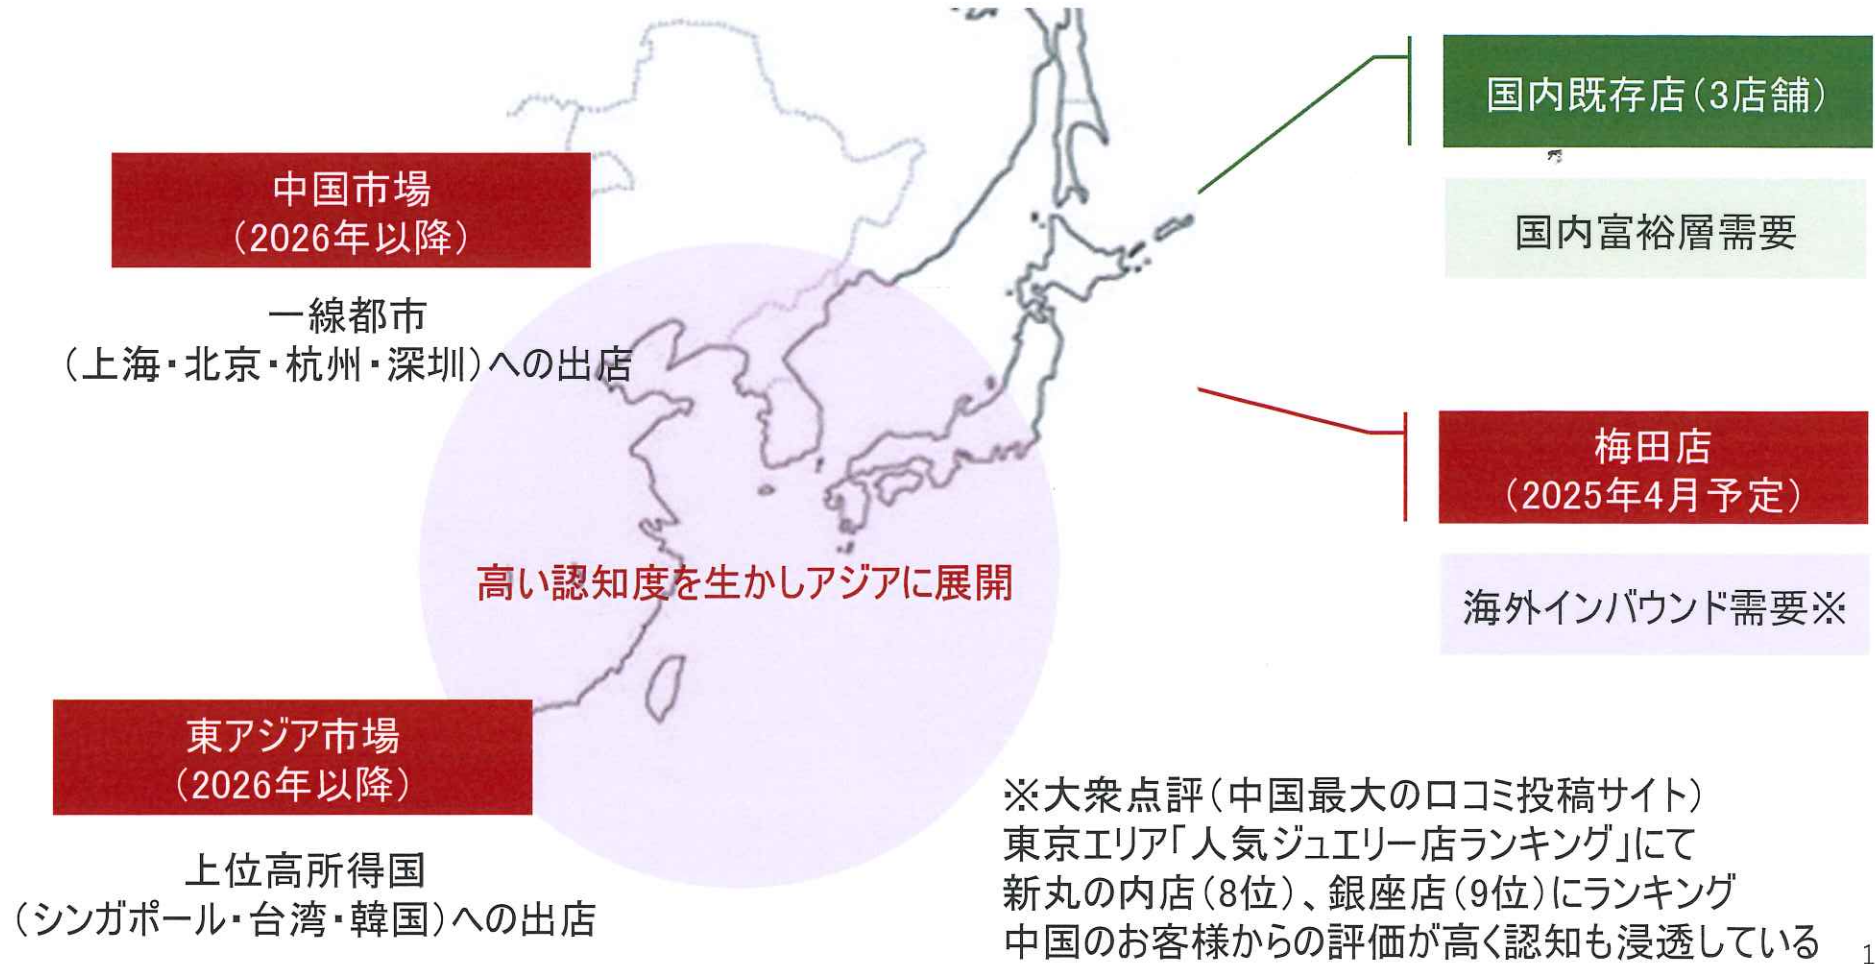 国内既存店(3店舗)
国内富裕層需要
中国市場
(2026年以降)
一線都市
(上海・北京・杭州・深圳)への出店
梅田店
(2025年4月予定)
海外インバウンド需要※
高い認知度を生かしアジアに展開
東アジア市場
(2026年以降)
上位高所得国
(シンガポール・台湾・韓国)への出店
※大衆点評(中国最大の口コミ投稿サイト)
東京エリア「人気ジュエリー店ランキング」にて
新丸の内店(8位)、銀座店(9位)にランキング
中国のお客様からの評価が高く認知も浸透している